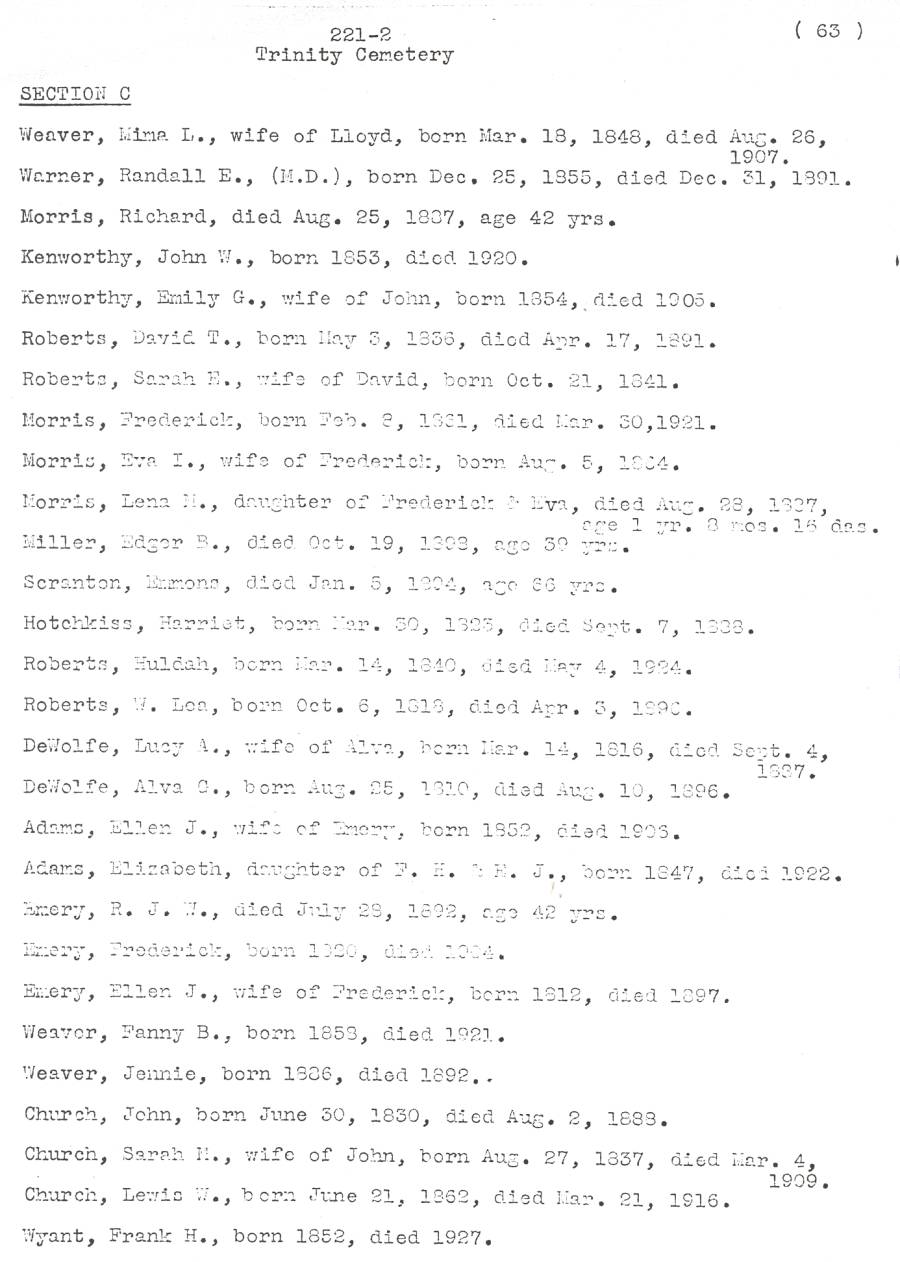 221-2
( 63 )
Trinity Cemetery
SECTION C
Weaver, Mima L., wife of Lloyd, born Mar. 18, 1848, died Aug. 26,
1907.
Warner, Randall E., (M.D.), born Dec. 25, 1855, died Dec. 31, 1891.
Morris, Richard, died Aug. 25, 1887, age 42 yrs.
Kenworthy, John W., born 1853, died 1920.
Kenworthy, Emily G., wife of John, born 1854, died 1905.
Roberts, David T., born May 3, 1836, died Apr. 17, 1891.
Roberts, Sarah E., wife of David, born Oct. 21, 1841.
Morris, Frederick, born Feb. 8, 1861, died Mar. 30,1921.
Morris, Eva I., wife of Frederick, born Aug. 5, 1864.
Morris, Lena M., daughter of Frederick & Eva, died Aug. 28, 1887,
age 1 yr. 8 mos. 16 das.
Miller, Edger B., died Oct. 19, 1898, age 39 yrs.
Scranton, Emmons, died Jan. 5, age 66 yrs.
Hotchkiss, Harriet, born Mar. 30, died Sept. 7, 1888.
Roberts, Huldah, born Mar. 14, 1840, died May 4, 1924.
Roberts, W. Lea, born Oct. 6, 1818, died Apr. 3, 1890.
DeWolfe, Lucy A., wife of Alva, born Mar. 14, 1816, died Sept. 4,
1887.
DeWolfe, Alva G., born Aug. 25, 1810, died Aug. 10, 1896.
Adams, Ellen J., wife of Emery, born 1852, died
Adams, Elizabeth, daughter of F. H. & E. J., born 1847, died 1922.
Emery, R. J. W., died July 28, 1892, age 42 yrs.
Emery, Frederick, born died
Emery, Ellen J., wife of Frederick, born 1812, died 1897.
Weaver, Fanny B., born 1858, died 1921.
Weaver, Jennie, born 1886, died 1892..
Church, John, born June 30, 1830, died Aug. 2, 1888.
Church, Sarah M., wife of John, born Aug. 27, 1837, died Mar. 4,
1909.
Church, Lewis W., born June 21, 1862, died Mar. 21, 1916.
Wyant, Frank H., born 1852, died 1927.